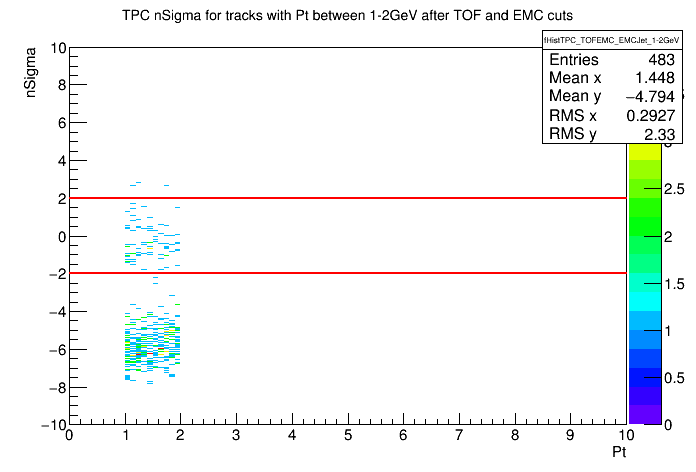 TPC nSigma for tracks with Pt between 1-2GeV after TOF and EMC cuts
fHistTPC_TOFEMC_EMCJet_1-2GeV
Entries 483
Mean x 1.448
Mean y −4.794
RMS x 0.2927
RMS y 2.33
nSigma
10
8
6
4
2
0
−2
−4
−6
−8
−10
0 1 2 3 4 5 6 7 8 9 10
Pt
2.5
2
1.5
1
0.5
0